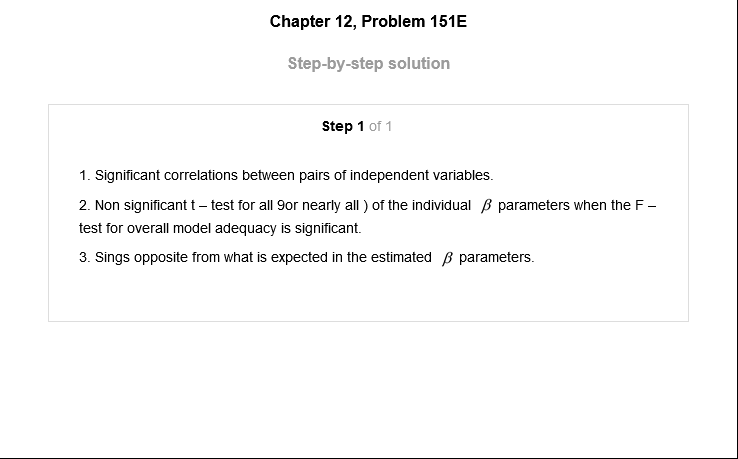 Chapter 12, Problem 151E
Step-by-step solution
Step 1 of 1
1. Significant correlations between pairs of independent variables.
2. Non significant t – test for all 9or nearly all ) of the individual β parameters when the F –
test for overall model adequacy is significant.
3. Sings opposite from what is expected in the estimated β parameters.